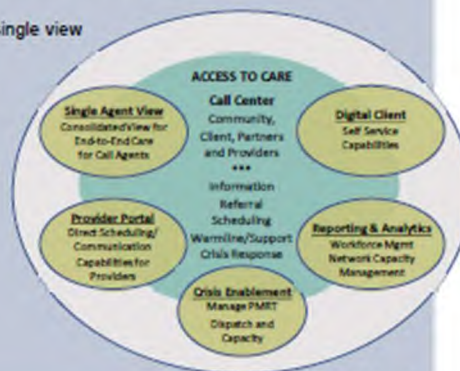 single view
ACCESS TO CARE
Call Center
Community,
Client, Partners
and Providers
***
Information
Referral
Scheduling
Warmline/Support
Crisis Response
Single Agent View
Consolidated View for
End-to-End Care
for Call Agents
Digital Client
Self Service
Capabilities
Provider Portal
Direct Scheduling/
Communication
Capabilities for
Providers
Reporting & Analytics
Workforce Mgmt
Network Capacity
Management
Crisis Enablement
Manage PMRT
Dispatch and
Capacity